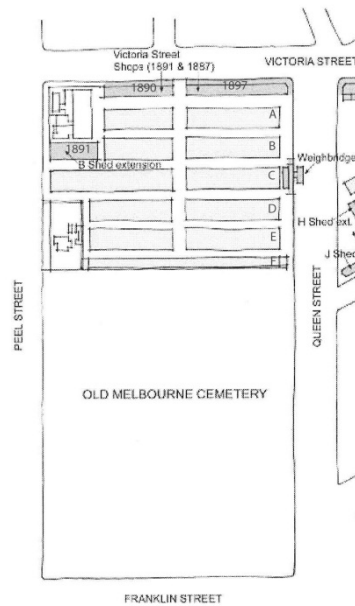 VICTORIA STREET
Victoria Street
Shops (1891 & 1887)
1890
1897
A
1891
B
B Shed extension
Weighbridge
C
D
H Shed ext.
E
J Shed
F
PEEL STREET
QUEEN STREET
OLD MELBOURNE CEMETERY
FRANKLIN STREET